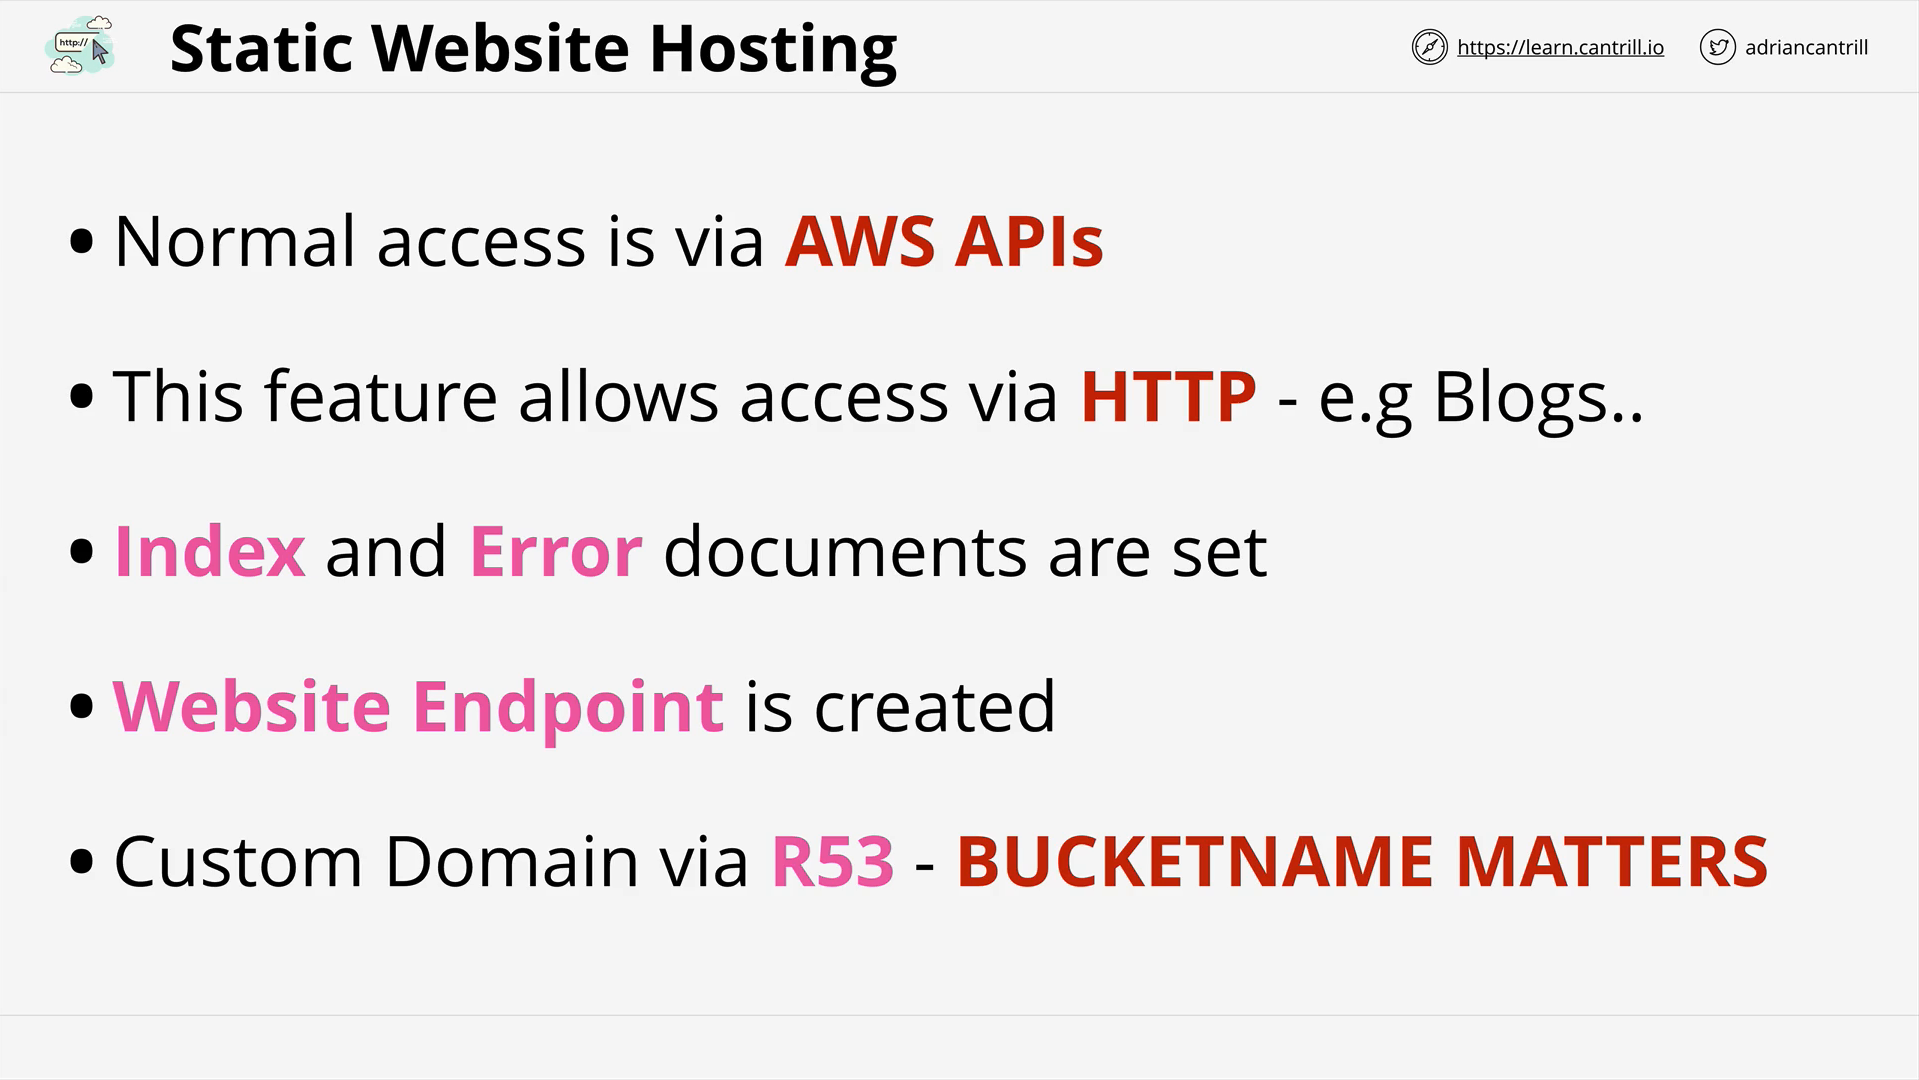 http://
Static Website Hosting
https://learn.cantrill.io
adriancantrill
• Normal access is via AWS APIs
• This feature allows access via HTTP - e.g Blogs..
• Index and Error documents are set
• Website Endpoint is created
• Custom Domain via R53 - BUCKETNAME MATTERS